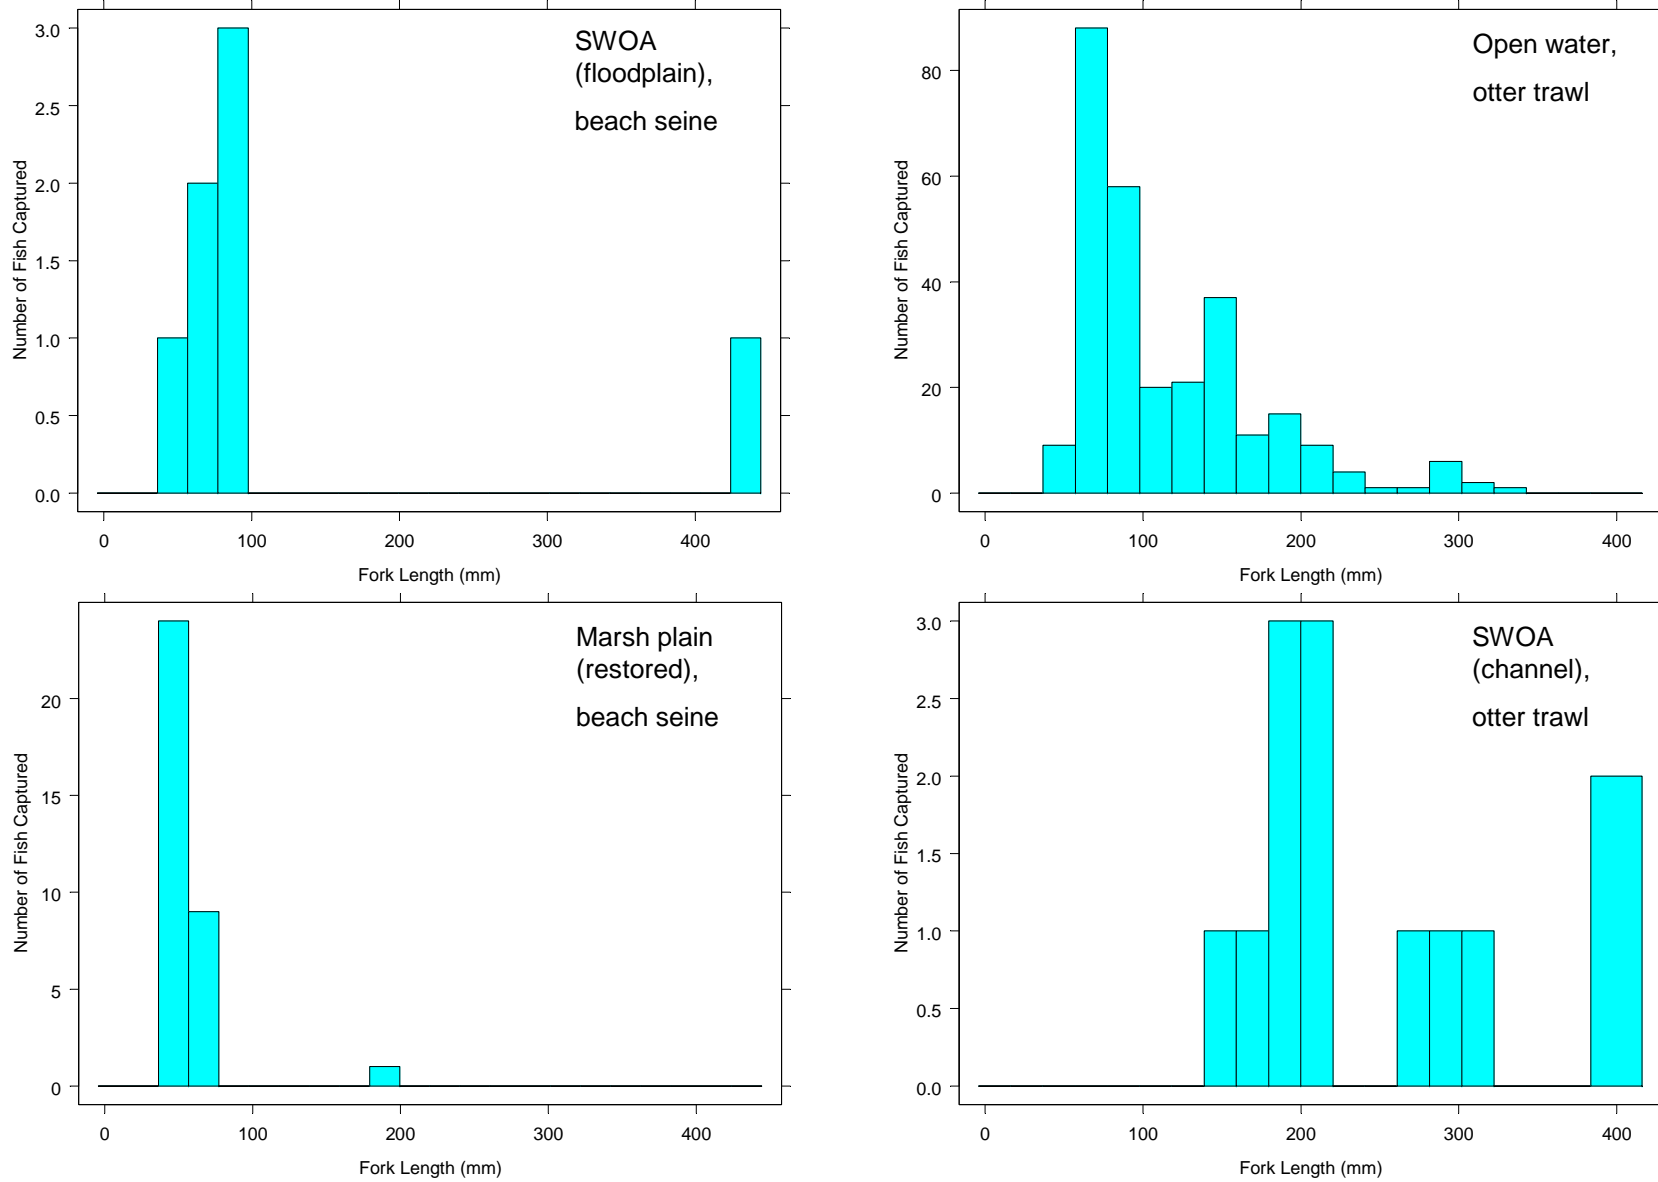 SWOA
(floodplain),
beach seine
Number of Fish Captured
3.0
2.5
2.0
1.5
1.0
0.5
0.0
0 100 200 300 400
Fork Length (mm)
Open water,
otter trawl
Number of Fish Captured
80
60
40
20
0
0 100 200 300 400
Fork Length (mm)
Marsh plain
(restored),
beach seine
Number of Fish Captured
20
15
10
5
0
0 100 200 300 400
Fork Length (mm)
SWOA
(channel),
otter trawl
Number of Fish Captured
3.0
2.5
2.0
1.5
1.0
0.5
0.0
0 100 200 300 400
Fork Length (mm)